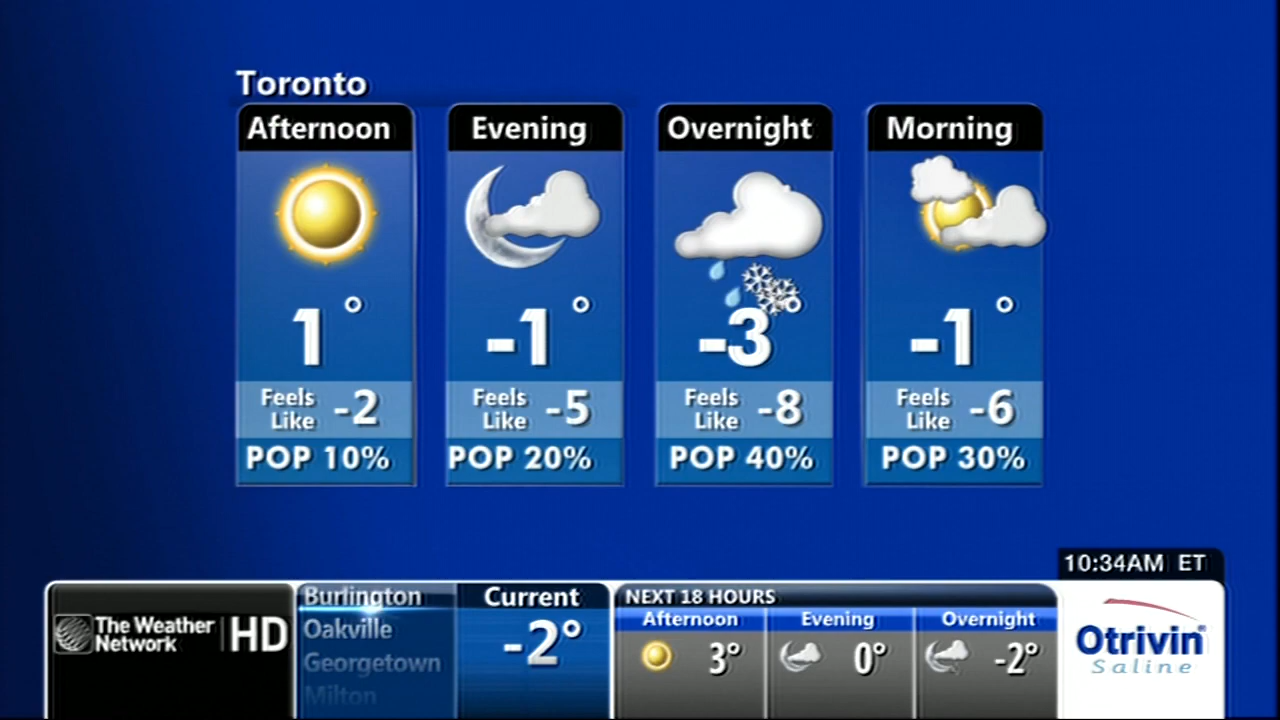 Toronto
Afternoon
Evening
Overnight
Morning
1°
-1°
-3°
-1°
Feels Like -2
Feels Like -5
Feels Like -8
Feels Like -6
POP 10%
POP 20%
POP 40%
POP 30%
10:34AM ET
The Weather
Network
HD
Burlington
Oakville
Georgetown
Milton
Current
-2°
NEXT 18 HOURS
Afternoon
Evening
Overnight
3°
0°
-2°
Otrivin®
Saline